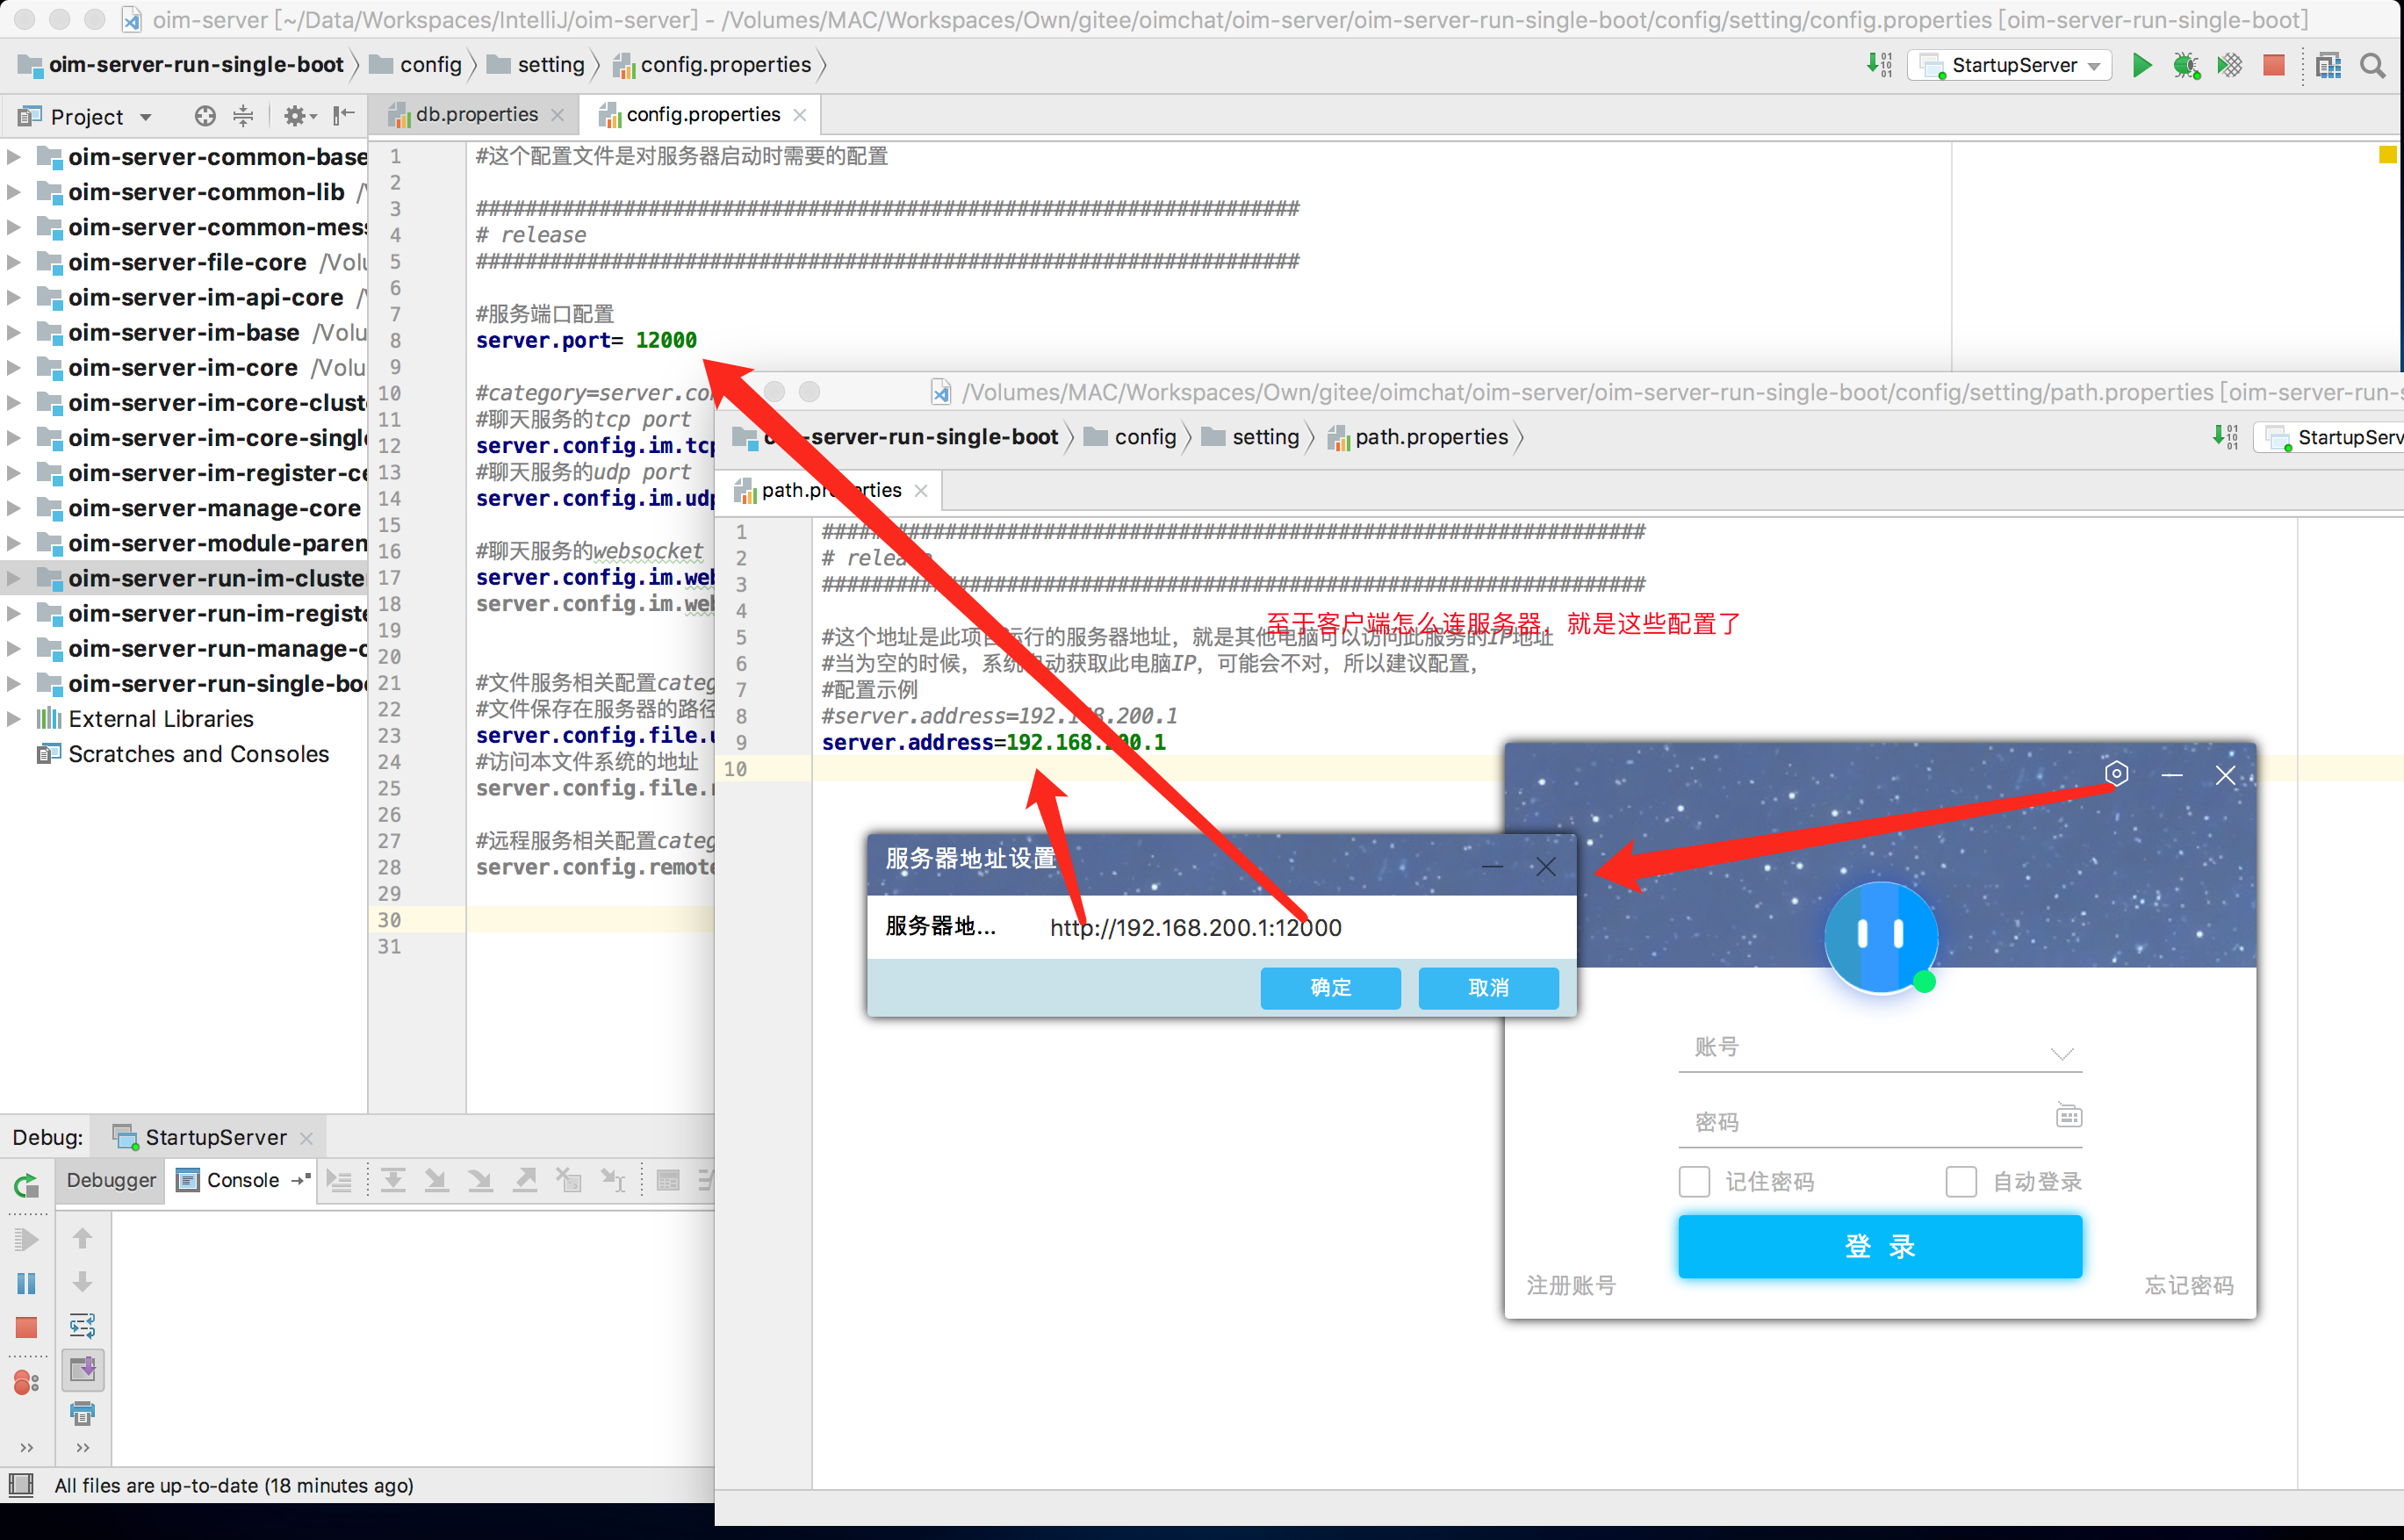 oim-server [~/Data/Workspaces/IntelliJ/oim-server] - /Volumes/MAC/Workspaces/Own/gitee/oimchat/oim-server/oim-server-run-single-boot/config/setting/config.properties [oim-server-run-single-boot]
oim-server-run-single-boot config setting config.properties
StartupServer
Project
db.properties
config.properties
oim-server-common-base
oim-server-common-lib /
oim-server-common-mes
oim-server-file-core /Vol
oim-server-im-api-core /
oim-server-im-base /Volu
oim-server-im-core /Volu
oim-server-im-core-clust
oim-server-im-core-singl
oim-server-im-register-ce
oim-server-manage-core
oim-server-module-paren
oim-server-run-im-cluste
oim-server-run-im-registe
oim-server-run-manage-c
oim-server-run-single-bo
External Libraries
Scratches and Consoles
1 #这个配置文件是对服务器启动时需要的配置
2
3 ###################################################################
4 # release
5 ###################################################################
6
7 #服务端口配置
8 server.port= 12000
9
10 #category=server.co
11 #聊天服务的tcp port
12 server.config.im.tcp
13 #聊天服务的udp port
14 server.config.im.udp
15
16 #聊天服务的websocket
17 server.config.im.web
18 server.config.im.web
19
20
21 #文件服务相关配置categ
22 #文件保存在服务器的路径
23 server.config.file.u
24 #访问本文件系统的地址
25 server.config.file.
26
27 #远程服务相关配置categ
28 server.config.remote
29
30
31
/Volumes/MAC/Workspaces/Own/gitee/oimchat/oim-server/oim-server-run-single-boot/config/setting/path.properties [oim-server-run-s
-server-run-single-boot config setting path.properties
StartupServ
path.properties
1 ###################################################################
2 # release
3 ###################################################################
4
至于客户端怎么连服务器，就是这些配置了
5 #这个地址是此项目运行的服务器地址，就是其他电脑可以访问此服务的IP地址
6 #当为空的时候，系统自动获取此电脑IP，可能会不对，所以建议配置，
7 #配置示例
8 #server.address=192.168.200.1
9 server.address=192.168.200.1
10
服务器地址设置
服务器地... http://192.168.200.1:12000
确定 取消
账号
密码
记住密码 自动登录
登 录
注册账号 忘记密码
Debug: StartupServer
Debugger Console
All files are up-to-date (18 minutes ago)